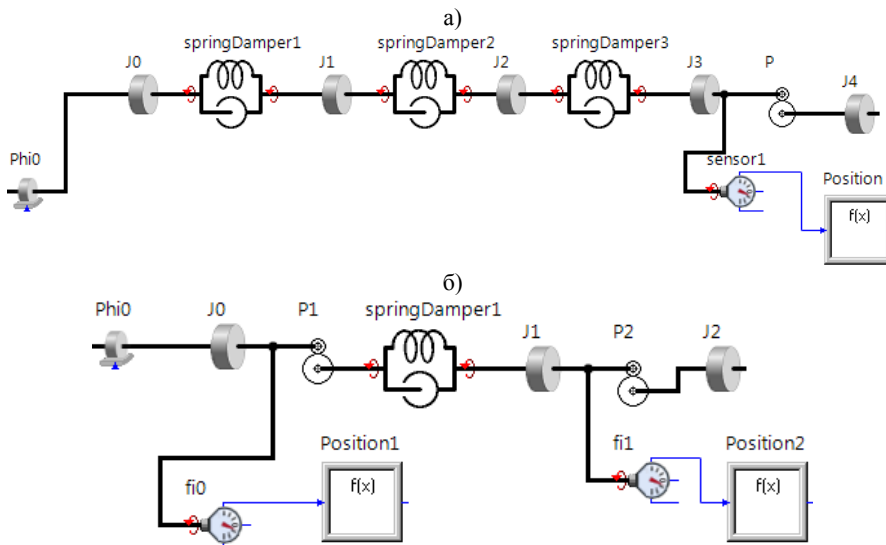 а)
springDamper1 springDamper2 springDamper3
J0 J1 J2 J3 P J4
Phi0 sensor1 Position
f(x)
б)
Phi0 J0 P1 springDamper1 J1 P2 J2
Position1 fi1 Position2
fi0 f(x) f(x)